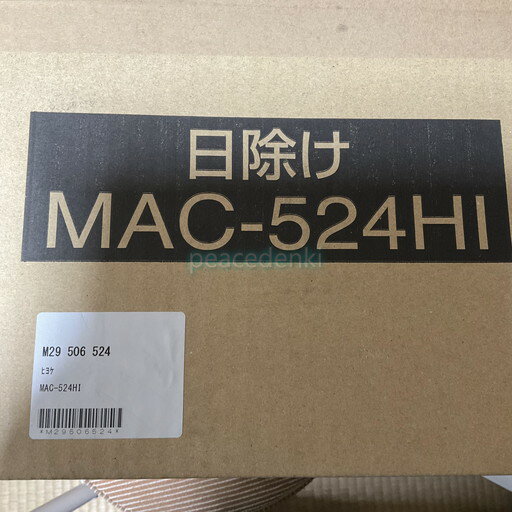 日除け
MAC-524HI
peacedenki
M29 506 524
ﾋﾖｹ
MAC-524HI
*M29506524*